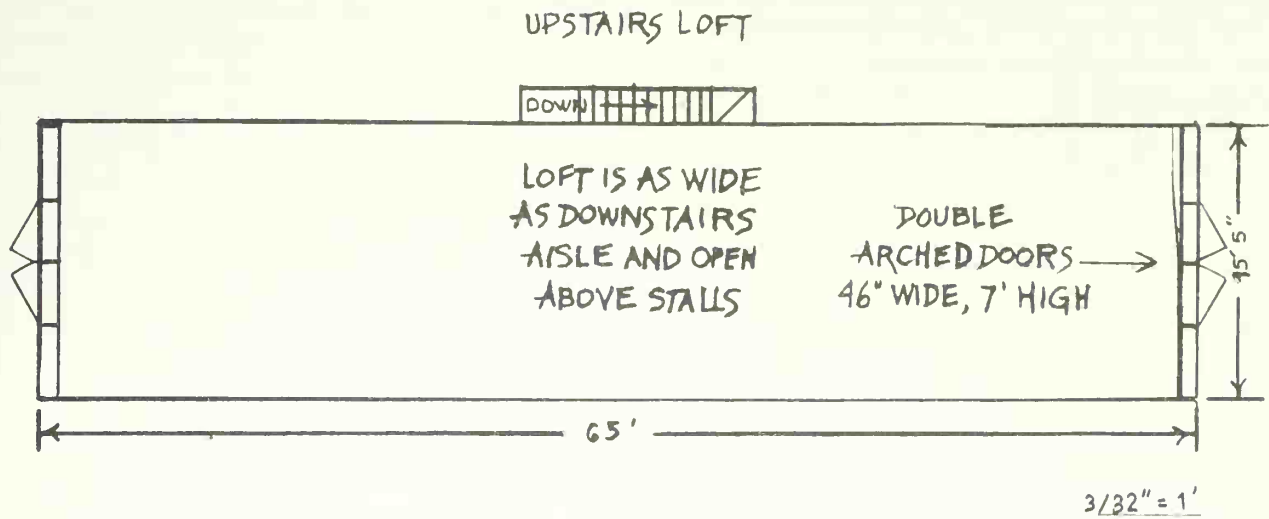 UPSTAIRS LOFT
DOWN
LOFT IS AS WIDE
AS DOWNSTAIRS
AISLE AND OPEN
ABOVE STALLS
DOUBLE
ARCHED DOORS
46" WIDE, 7' HIGH
15'5"
65'
3/32" = 1'